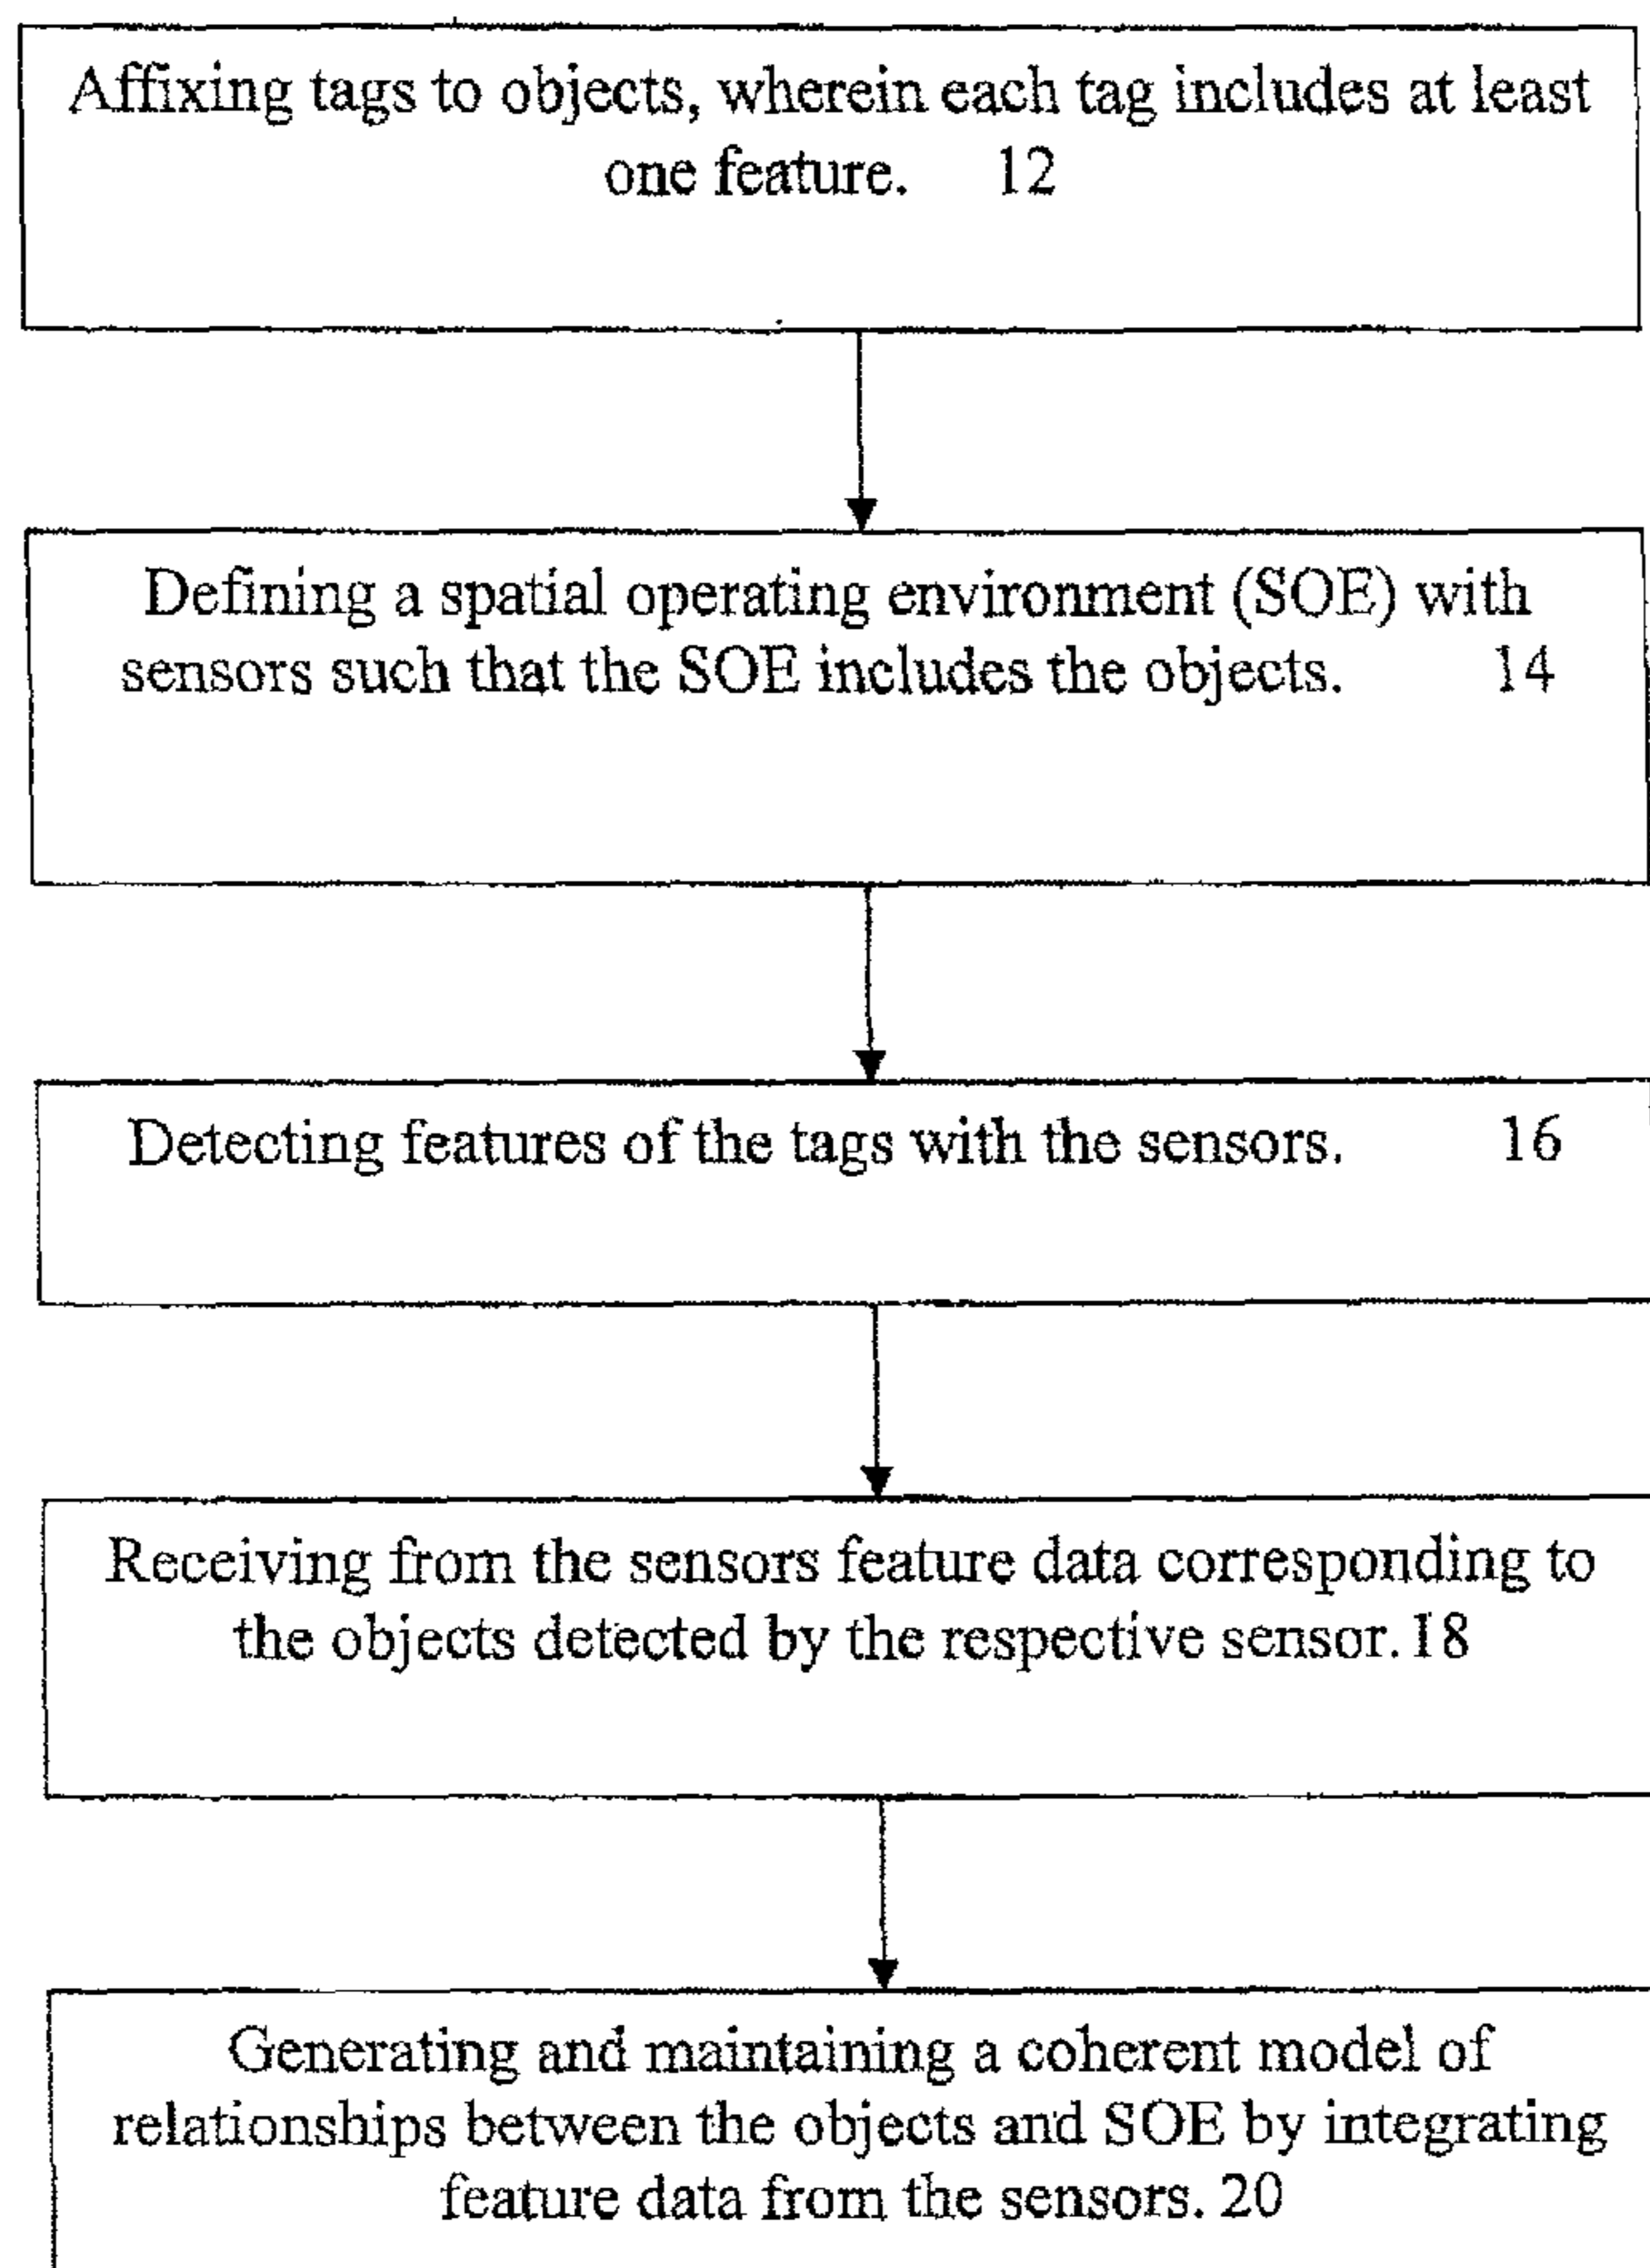 Affixing tags to objects, wherein each tag includes at least
one feature. 12
Defining a spatial operating environment (SOE) with
sensors such that the SOE includes the objects. 14
Detecting features of the tags with the sensors. 16
Receiving from the sensors feature data corresponding to
the objects detected by the respective sensor. 18
Generating and maintaining a coherent model of
relationships between the objects and SOE by integrating
feature data from the sensors. 20